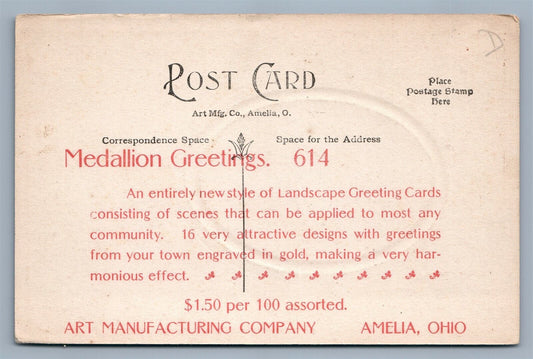 D
POST CARD
Art Mfg. Co., Amelia, O.
Place
Postage Stamp
Here
Correspondence Space
Space for the Address
Medallion Greetings. 614
An entirely new style of Landscape Greeting Cards
consisting of scenes that can be applied to most any
community. 16 very attractive designs with greetings
from your town engraved in gold, making a very har-
monious effect.
$1.50 per 100 assorted.
ART MANUFACTURING COMPANY AMELIA, OHIO